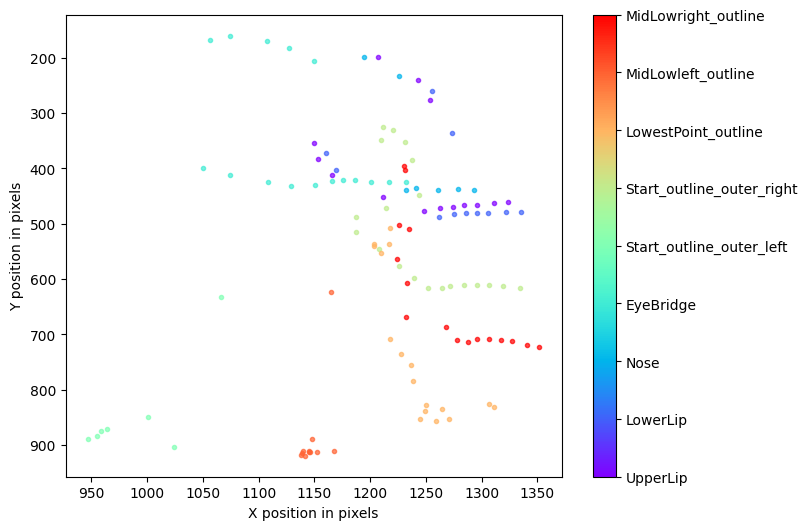 MidLowright_outline
MidLowleft_outline
LowestPoint_outline
Start_outline_outer_right
Start_outline_outer_left
EyeBridge
Nose
LowerLip
UpperLip
200
300
400
500
600
700
800
900
Y position in pixels
950
1000
1050
1100
1150
1200
1250
1300
1350
X position in pixels